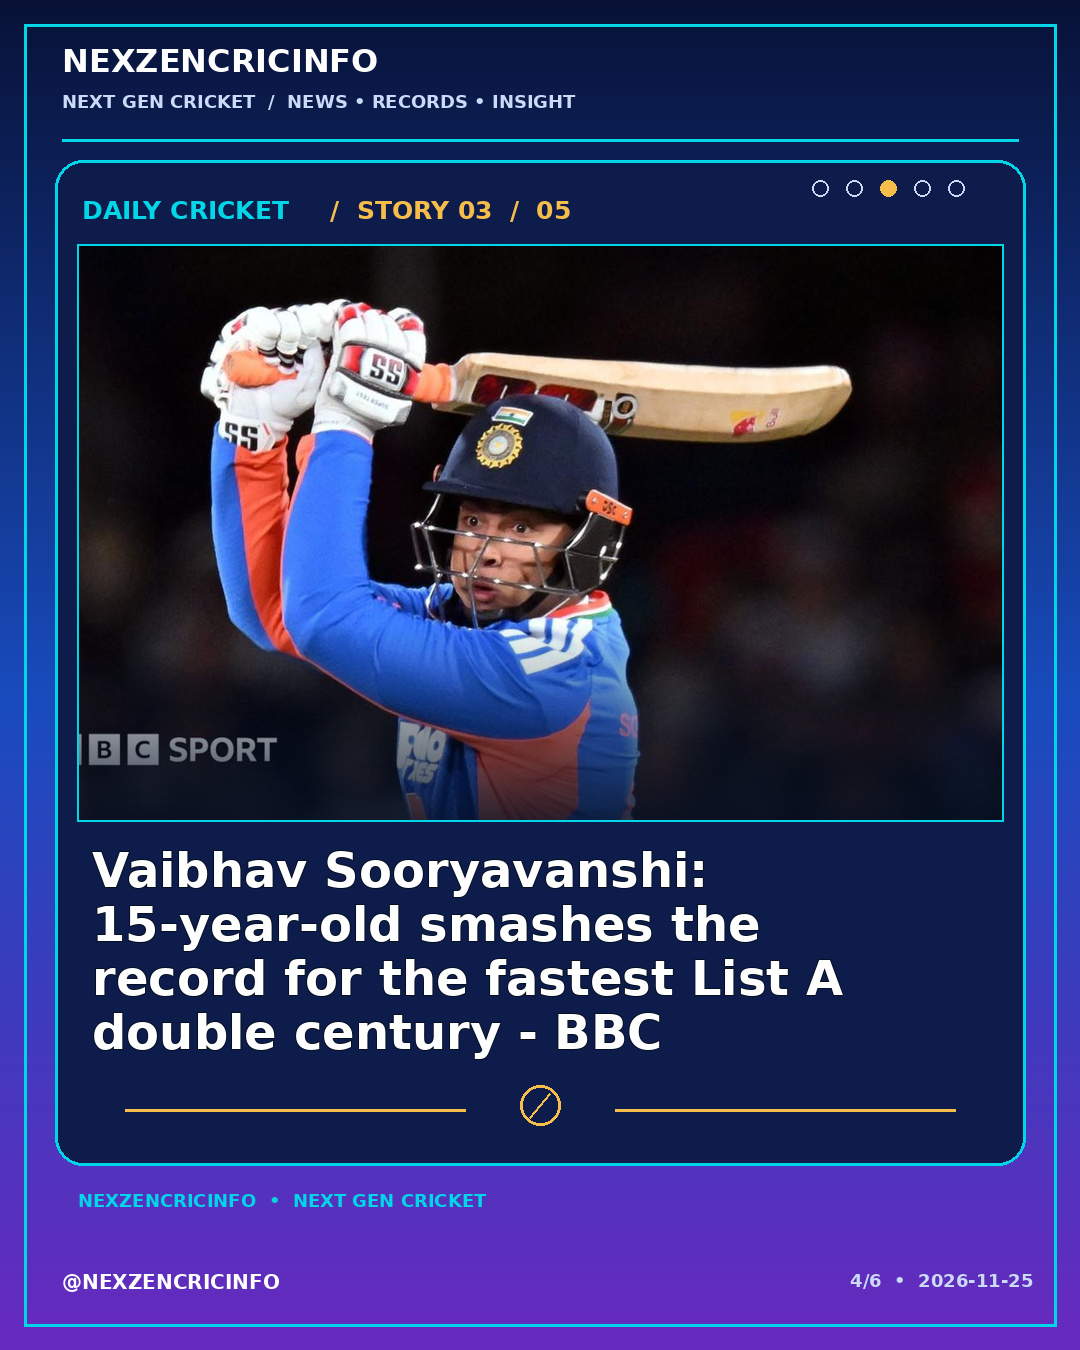 NEXZENCRICINFO
NEXT GEN CRICKET / NEWS • RECORDS • INSIGHT
DAILY CRICKET / STORY 03 / 05
SS
SS
DSC
BC SPORT
Vaibhav Sooryavanshi:
15-year-old smashes the
record for the fastest List A
double century - BBC
NEXZENCRICINFO • NEXT GEN CRICKET
@NEXZENCRICINFO
4/6 • 2026-11-25